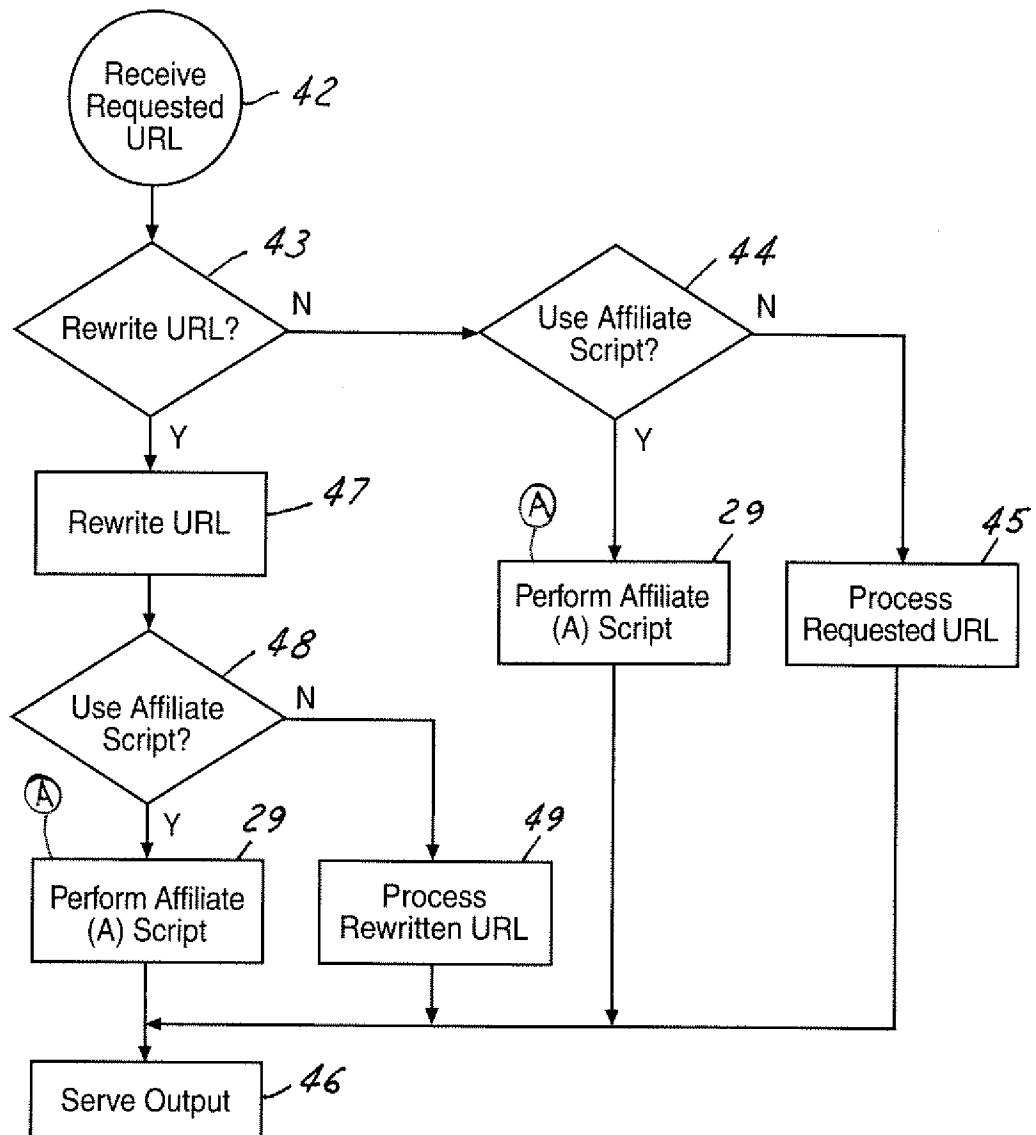 Receive
Requested
URL
42
43
Rewrite URL?
N
Y
44
Use Affiliate
Script?
N
Y
47
Rewrite URL
A
29
Perform Affiliate
(A) Script
45
Process
Requested URL
48
Use Affiliate
Script?
N
Y
A
29
Perform Affiliate
(A) Script
49
Process
Rewritten URL
46
Serve Output